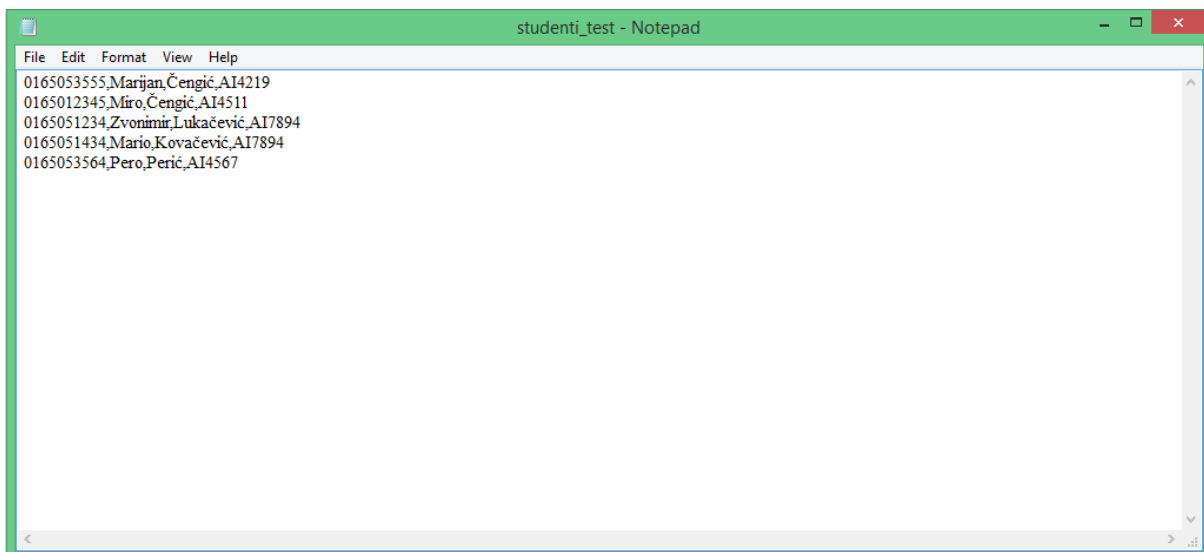 studenti_test - Notepad
File Edit Format View Help
0165053555,Marijan,Čengić,AI4219
0165012345,Miro,Čengić,AI4511
0165051234,Zvonimir,Lukačević,AI7894
0165051434,Mario,Kovačević,AI7894
0165053564,Pero,Perić,AI4567